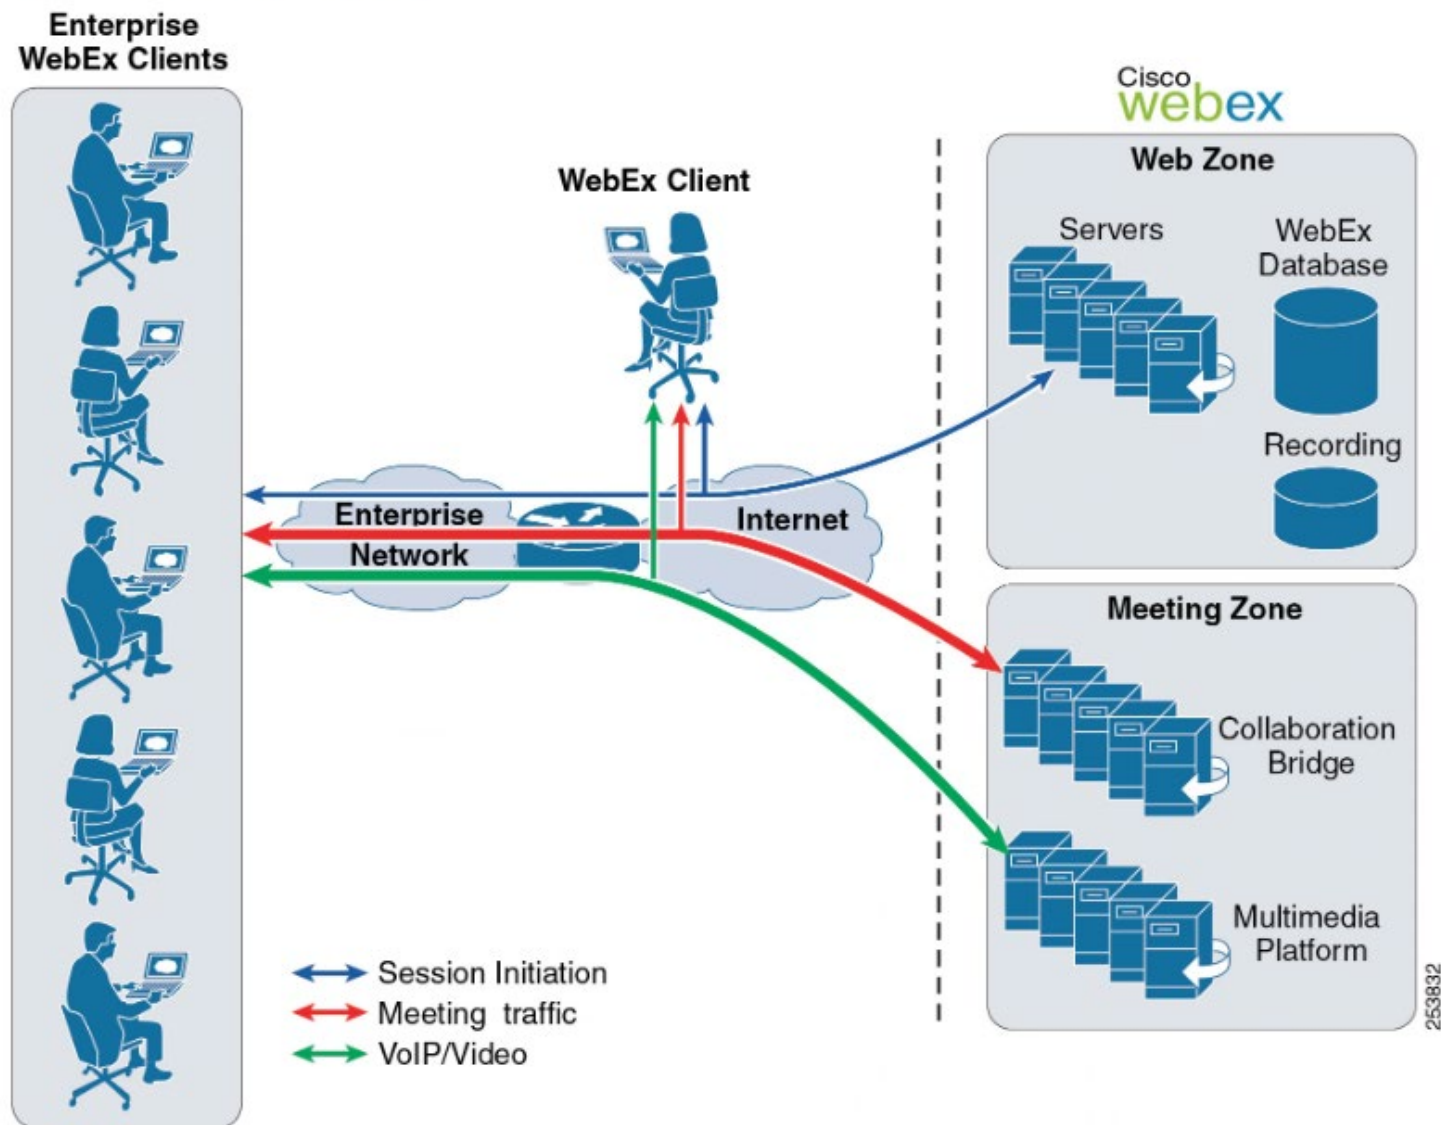 Enterprise
WebEx Clients
Cisco
webex
WebEx Client
Web Zone
Servers
WebEx
Database
Recording
Enterprise
Network
Internet
Meeting Zone
Collaboration
Bridge
Multimedia
Platform
Session Initiation
Meeting traffic
VoIP/Video
253832